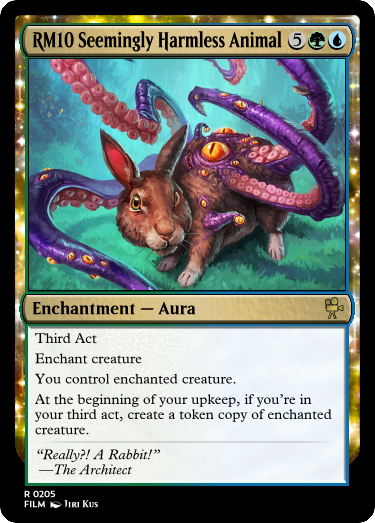 RM10 Seemingly Harmless Animal 5
Enchantment — Aura
Third Act
Enchant creature
You control enchanted creature.
At the beginning of your upkeep, if you're in
your third act, create a token copy of enchanted
creature.
“Really?! A Rabbit!”
—The Architect
R 0205
FILM Jiri Kus